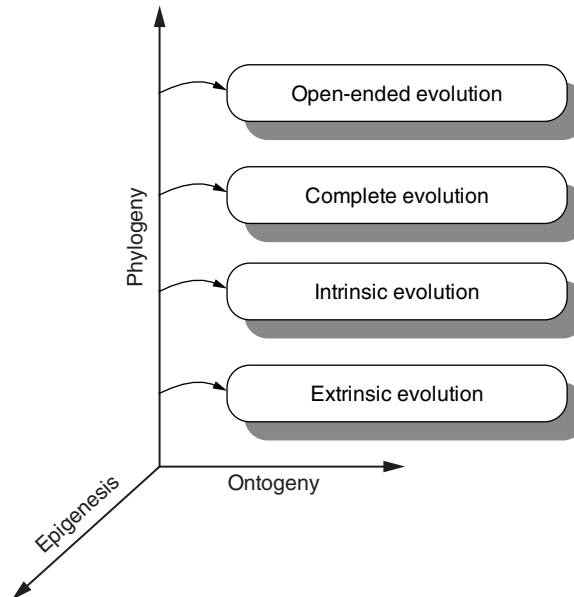 Open-ended evolution
Complete evolution
Phylogeny
Intrinsic evolution
Extrinsic evolution
Ontogeny
Epigenesis